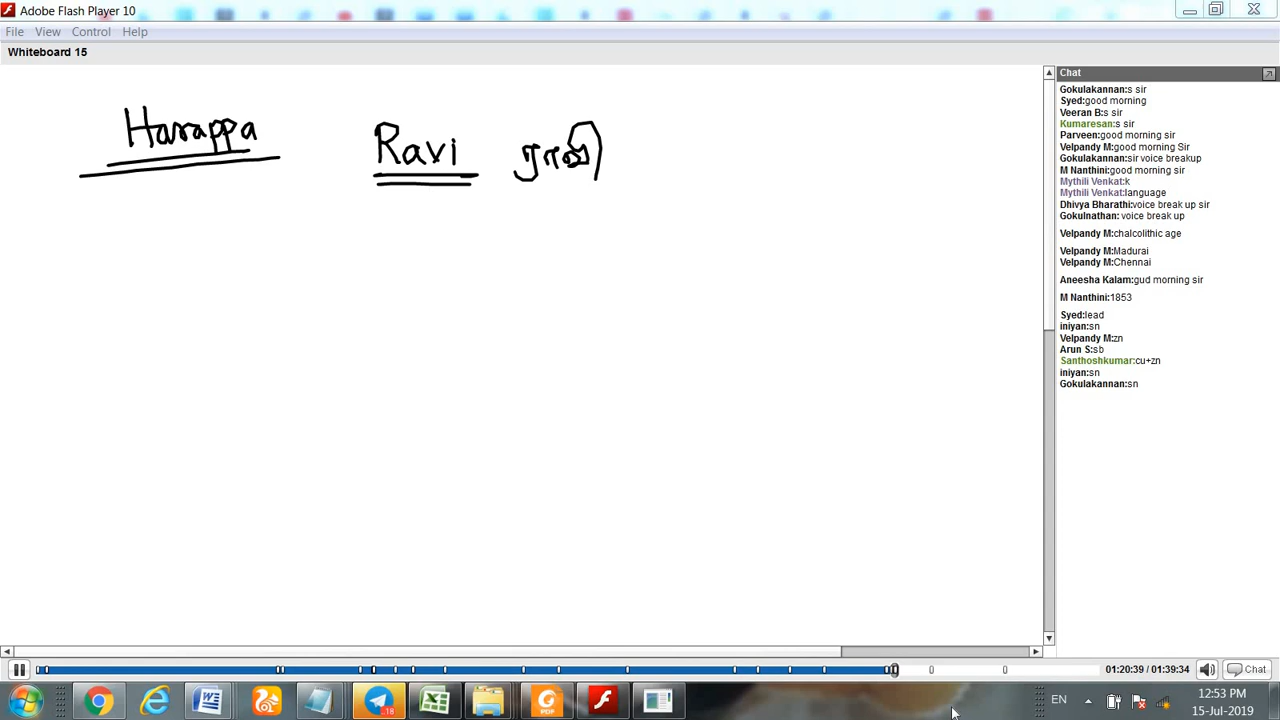 Adobe Flash Player 10
File View Control Help
Whiteboard 15
Harappa Ravi ராவி
Chat
Gokulakannan:s sir
Syed:good morning
Veeran B:s sir
Kumaresan:s sir
Parveen:good morning sir
Velpandy M:good morning Sir
Gokulakannan:sir voice breakup
M Nanthini:good morning sir
Mythili Venkat:k
Mythili Venkat:language
Dhivya Bharathi:voice break up sir
Gokulnathan: voice break up
Velpandy M:chalcolithic age
Velpandy M:Madurai
Velpandy M:Chennai
Aneesha Kalam:gud morning sir
M Nanthini:1853
Syed:lead
iniyan:sn
Velpandy M:zn
Arun S:sb
Santhoshkumar:cu+zn
iniyan:sn
Gokulakannan:sn
01:20:39 / 01:39:34 Chat
18 PDF EN 12:53 PM
15-Jul-2019